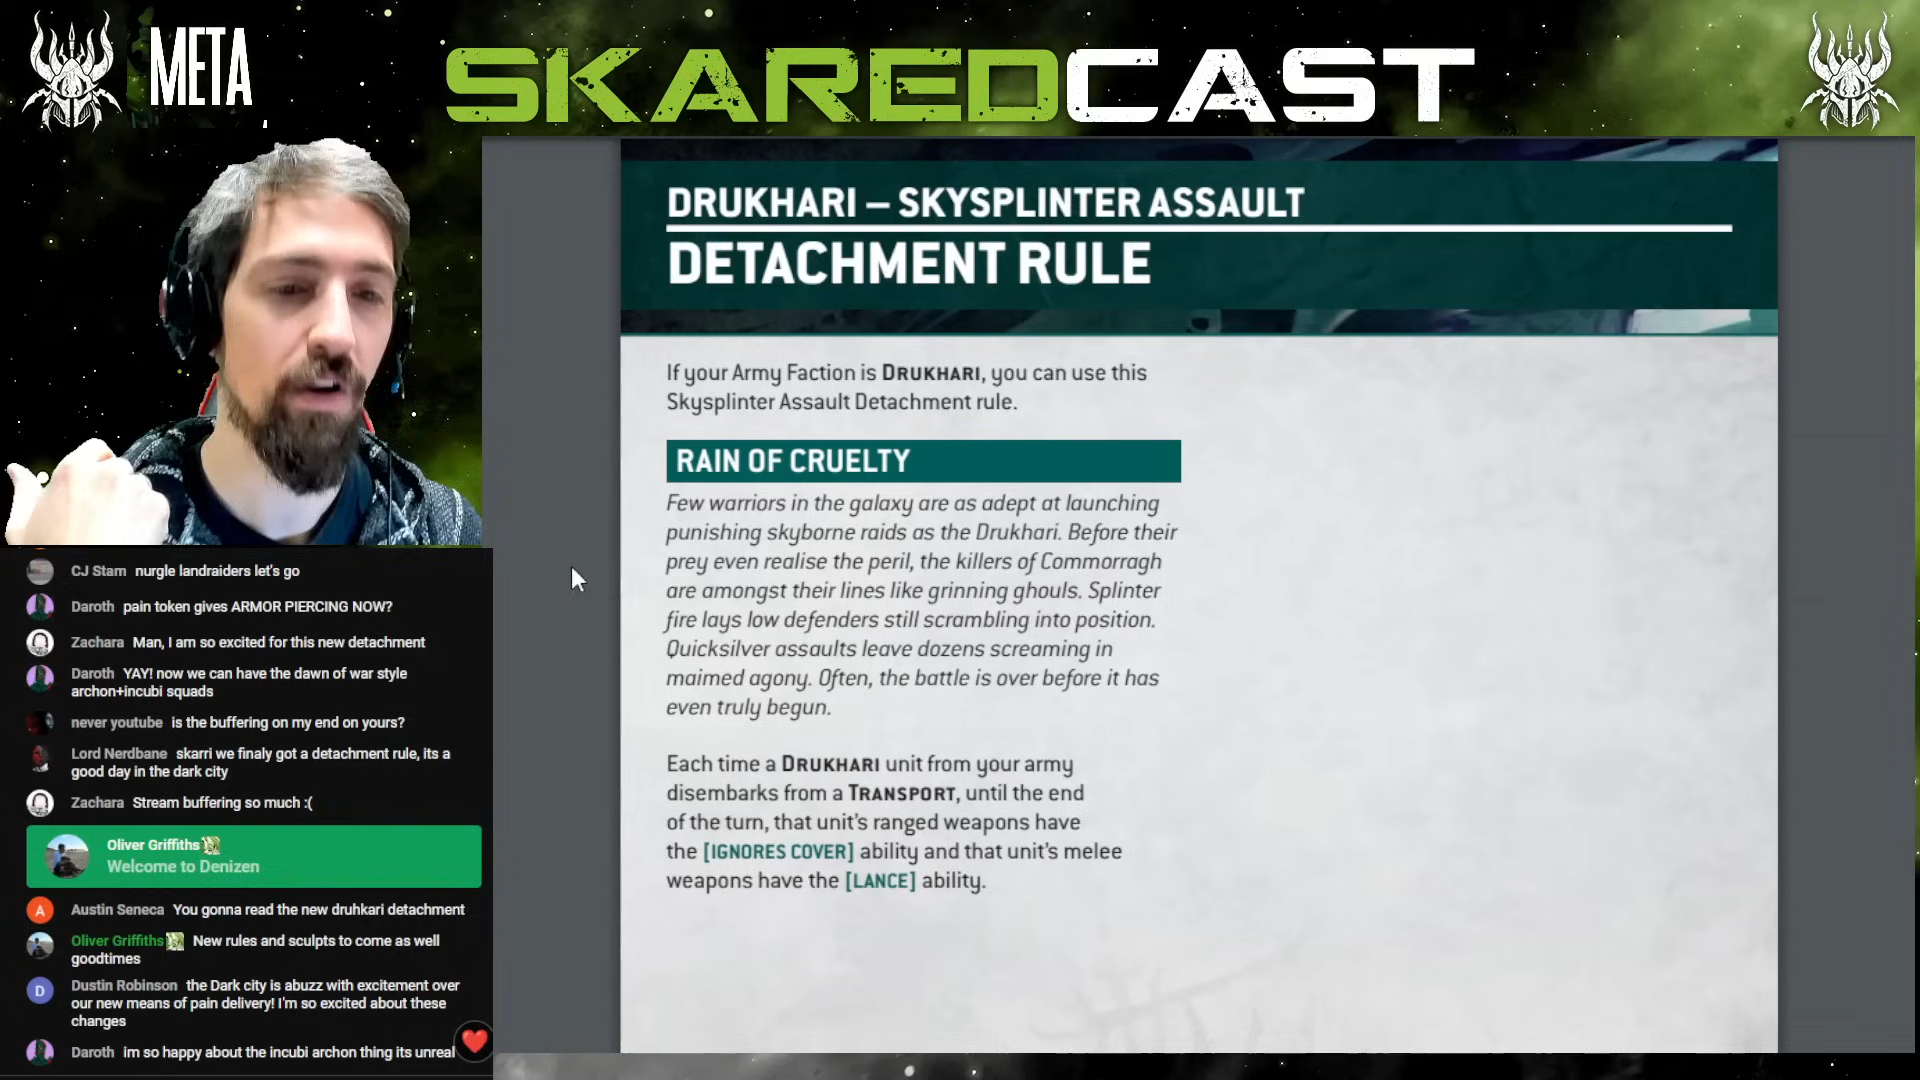 META
SKAREDCAST
DRUKHARI – SKYSPLINTER ASSAULT
DETACHMENT RULE
If your Army Faction is DRUKHARI, you can use this
Skysplinter Assault Detachment rule.
RAIN OF CRUELTY
Few warriors in the galaxy are as adept at launching
punishing skyborne raids as the Drukhari. Before their
prey even realise the peril, the killers of Commorragh
are amongst their lines like grinning ghouls. Splinter
fire lays low defenders still scrambling into position.
Quicksilver assaults leave dozens screaming in
maimed agony. Often, the battle is over before it has
even truly begun.
Each time a DRUKHARI unit from your army
disembarks from a TRANSPORT, until the end
of the turn, that unit's ranged weapons have
the [IGNORES COVER] ability and that unit's melee
weapons have the [LANCE] ability.
CJ Stam nurgle landraiders let's go
Daroth pain token gives ARMOR PIERCING NOW?
Zachara Man, I am so excited for this new detachment
Daroth YAY! now we can have the dawn of war style
archon+incubi squads
never youtube is the buffering on my end on yours?
Lord Nerdbane skarri we finaly got a detachment rule, its a
good day in the dark city
Zachara Stream buffering so much :(
Oliver Griffiths
Welcome to Denizen
A Austin Seneca You gonna read the new druhkari detachment
Oliver Griffiths New rules and sculpts to come as well
goodtimes
D Dustin Robinson the Dark city is abuzz with excitement over
our new means of pain delivery! I'm so excited about these
changes
Daroth im so happy about the incubi archon thing its unreal